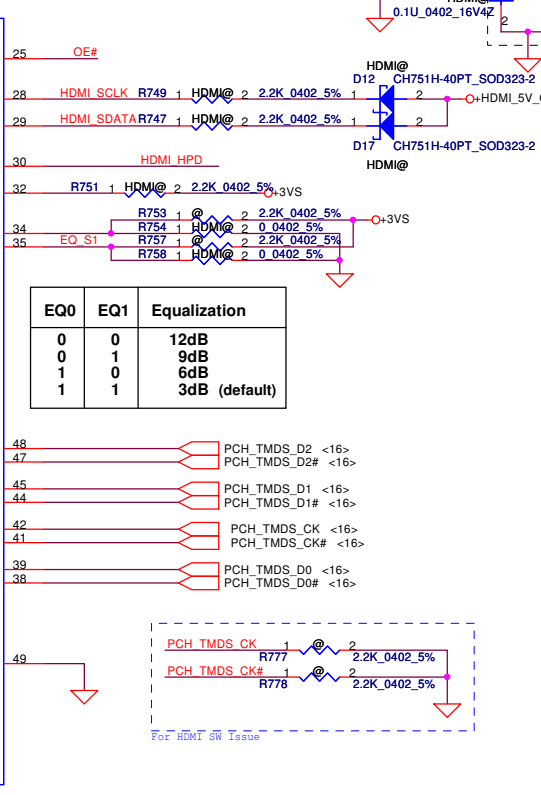 0.1U_0402_16V4Z
2
25 OE#
HDMI@
D12 CH751H-40PT_SOD323-2
28 HDMI_SCLK R749 1 HDMI@ 2 2.2K_0402_5% 1 2 +HDMI_5V_
29 HDMI_SDATA R747 1 HDMI@ 2 2.2K_0402_5% 1 2
D17 CH751H-40PT_SOD323-2
HDMI@
30 HDMI_HPD
32 R751 1 HDMI@ 2 2.2K_0402_5% +3VS
R753 1 @ 2 2.2K_0402_5% +3VS
34 R754 1 HDMI@ 2 0_0402_5%
35 EQ_S1 R757 1 @ 2 2.2K_0402_5%
R758 1 HDMI@ 2 0_0402_5%
EQ0 EQ1 Equalization
0 0 12dB
0 1 9dB
1 0 6dB
1 1 3dB (default)
48 PCH_TMDS_D2 <16>
47 PCH_TMDS_D2# <16>
45 PCH_TMDS_D1 <16>
44 PCH_TMDS_D1# <16>
42 PCH_TMDS_CK <16>
41 PCH_TMDS_CK# <16>
39 PCH_TMDS_D0 <16>
38 PCH_TMDS_D0# <16>
PCH_TMDS_CK 1 @ 2
R777 2.2K_0402_5%
49
PCH_TMDS_CK# 1 @ 2
R778 2.2K_0402_5%
For HDMI SW Issue